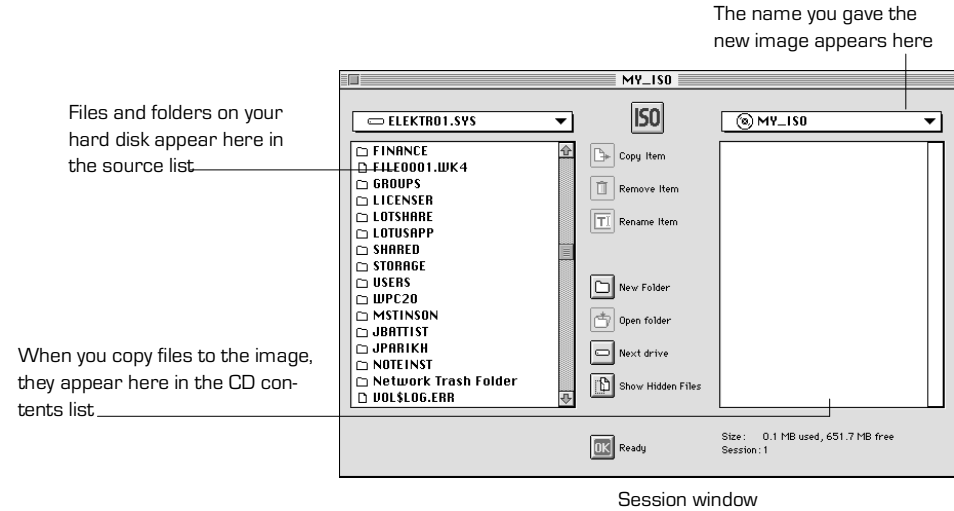 The name you gave the
new image appears here
MY_ISO
Files and folders on your
hard disk appear here in
the source list
ELEKTRO1.SYS
ISO
MY_ISO
FINANCE
FILE0001.WK4
GROUPS
LICENSER
LOTSHARE
LOTUSAPP
SHARED
STORAGE
USERS
WPC20
MSTINSON
JBATTIST
JPARIKH
NOTEINST
Network Trash Folder
VOL$LOG.ERR
Copy Item
Remove Item
Rename Item
New Folder
Open folder
Next drive
Show Hidden Files
When you copy files to the image,
they appear here in the CD con-
tents list
OK Ready
Size: 0.1 MB used, 651.7 MB free
Session: 1
Session window